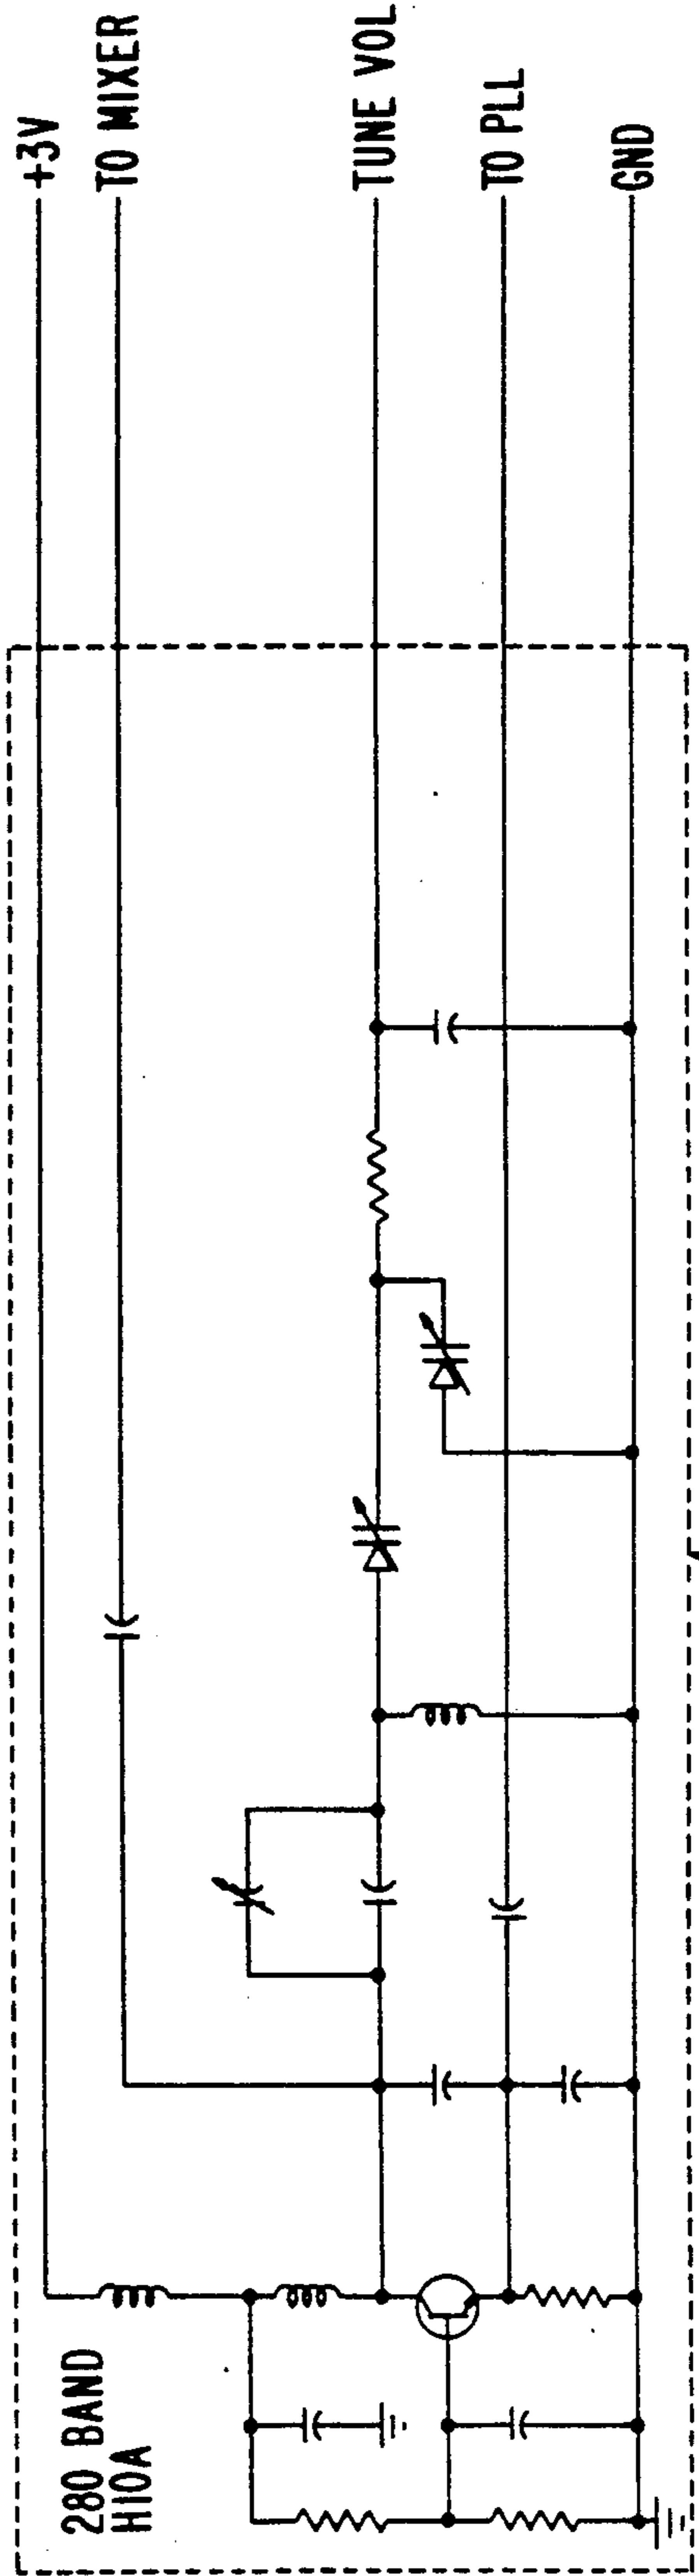 +3V
TO MIXER
TUNE VOL
TO PLL
GND
280 BAND
H10A